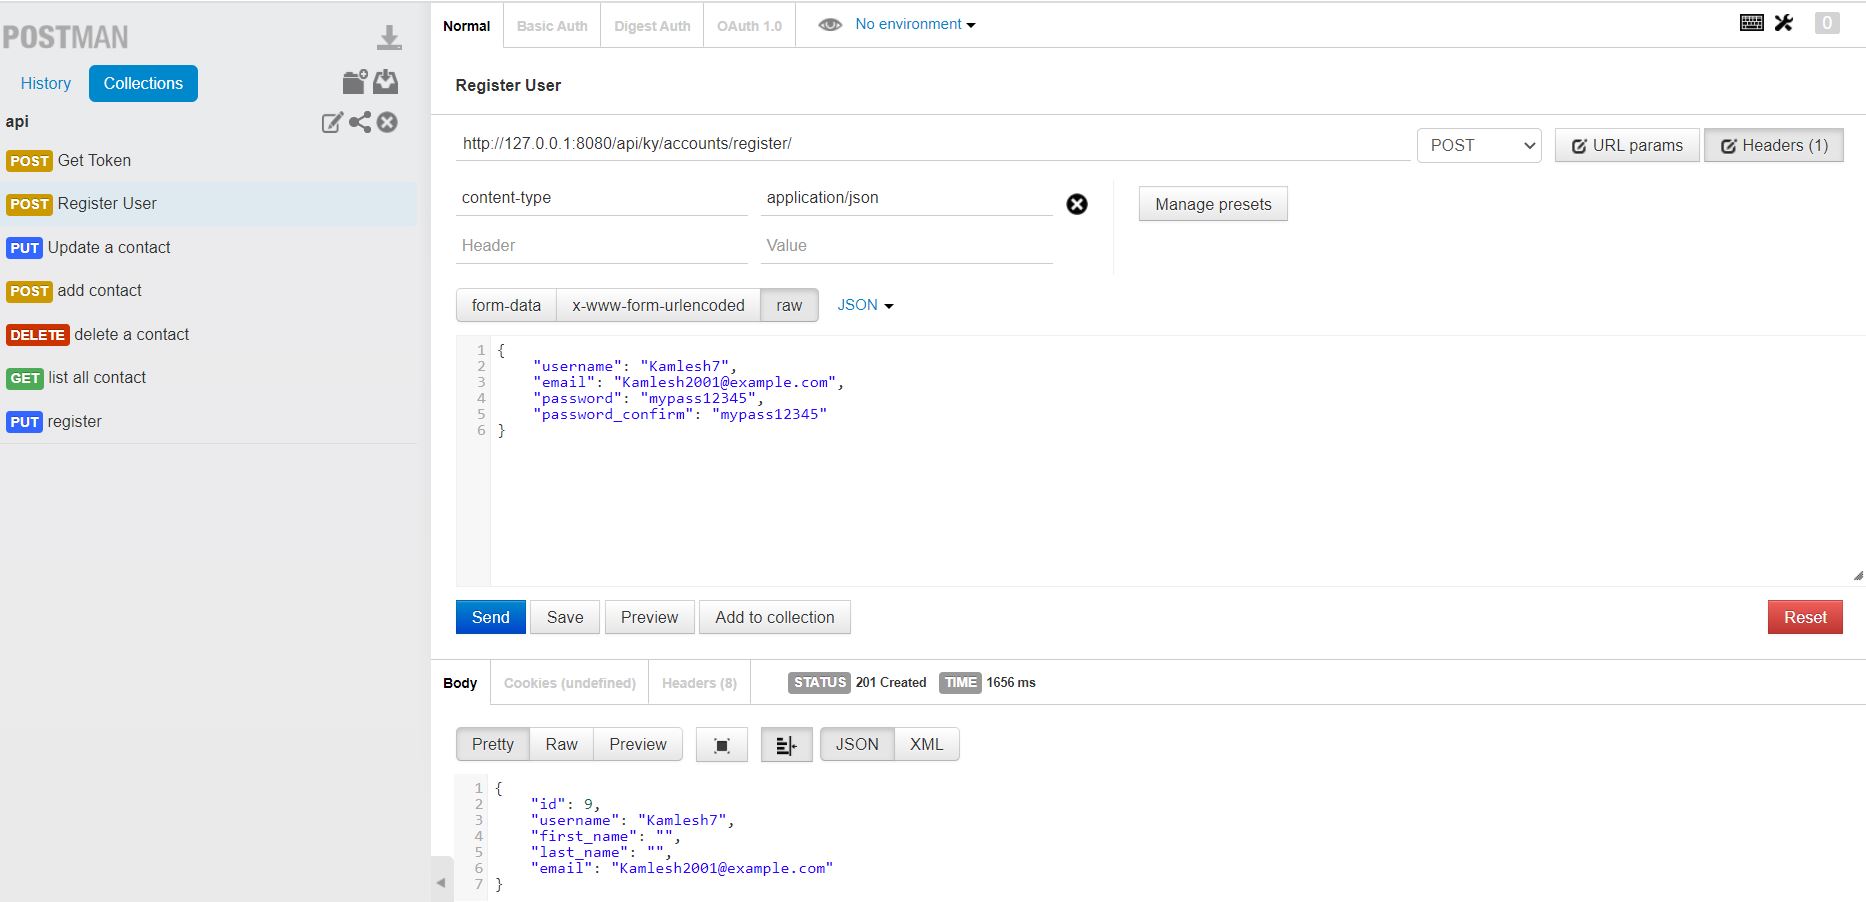 POSTMAN
History Collections
api
POST Get Token
POST Register User
PUT Update a contact
POST add contact
DELETE delete a contact
GET list all contact
PUT register
Normal Basic Auth Digest Auth OAuth 1.0 No environment 0
Register User
http://127.0.0.1:8080/api/ky/accounts/register/ POST URL params Headers (1)
content-type application/json Manage presets
Header Value
form-data x-www-form-urlencoded raw JSON
1 {
2 "username": "Kamlesh7",
3 "email": "Kamlesh2001@example.com",
4 "password": "mypass12345",
5 "password_confirm": "mypass12345"
6 }
Send Save Preview Add to collection Reset
Body Cookies (undefined) Headers (8) STATUS 201 Created TIME 1656 ms
Pretty Raw Preview JSON XML
1 {
2 "id": 9,
3 "username": "Kamlesh7",
4 "first_name": "",
5 "last_name": "",
6 "email": "Kamlesh2001@example.com"
7 }